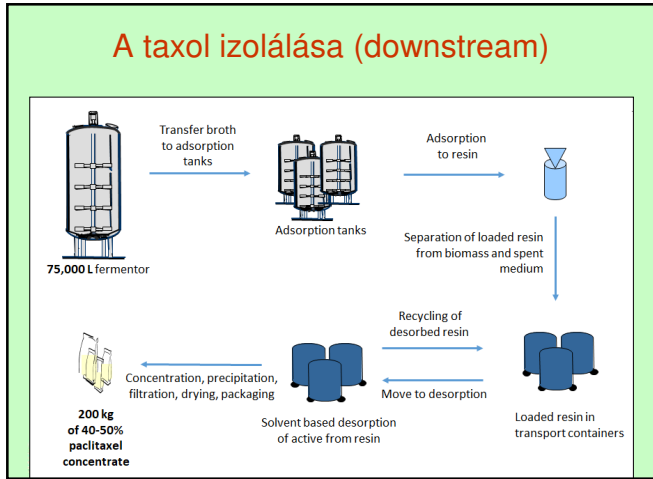 A taxol izolálása (downstream)
Transfer broth
to adsorption
tanks
Adsorption
to resin
Adsorption tanks
75,000 L fermentor
Separation of loaded resin
from biomass and spent
medium
Recycling of
desorbed resin
Concentration, precipitation,
filtration, drying, packaging
Move to desorption
200 kg
of 40-50%
paclitaxel
concentrate
Solvent based desorption
of active from resin
Loaded resin in
transport containers